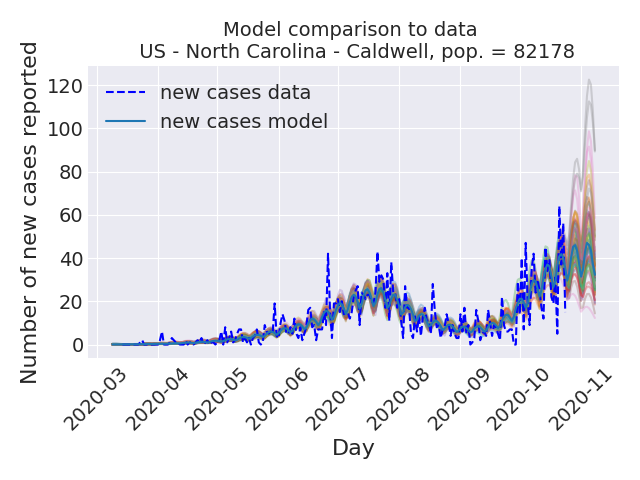 Model comparison to data
US - North Carolina - Caldwell, pop. = 82178
Number of new cases reported
120
100
80
60
40
20
0
new cases data
new cases model
2020-03
2020-04
2020-05
2020-06
2020-07
2020-08
2020-09
2020-10
2020-11
Day